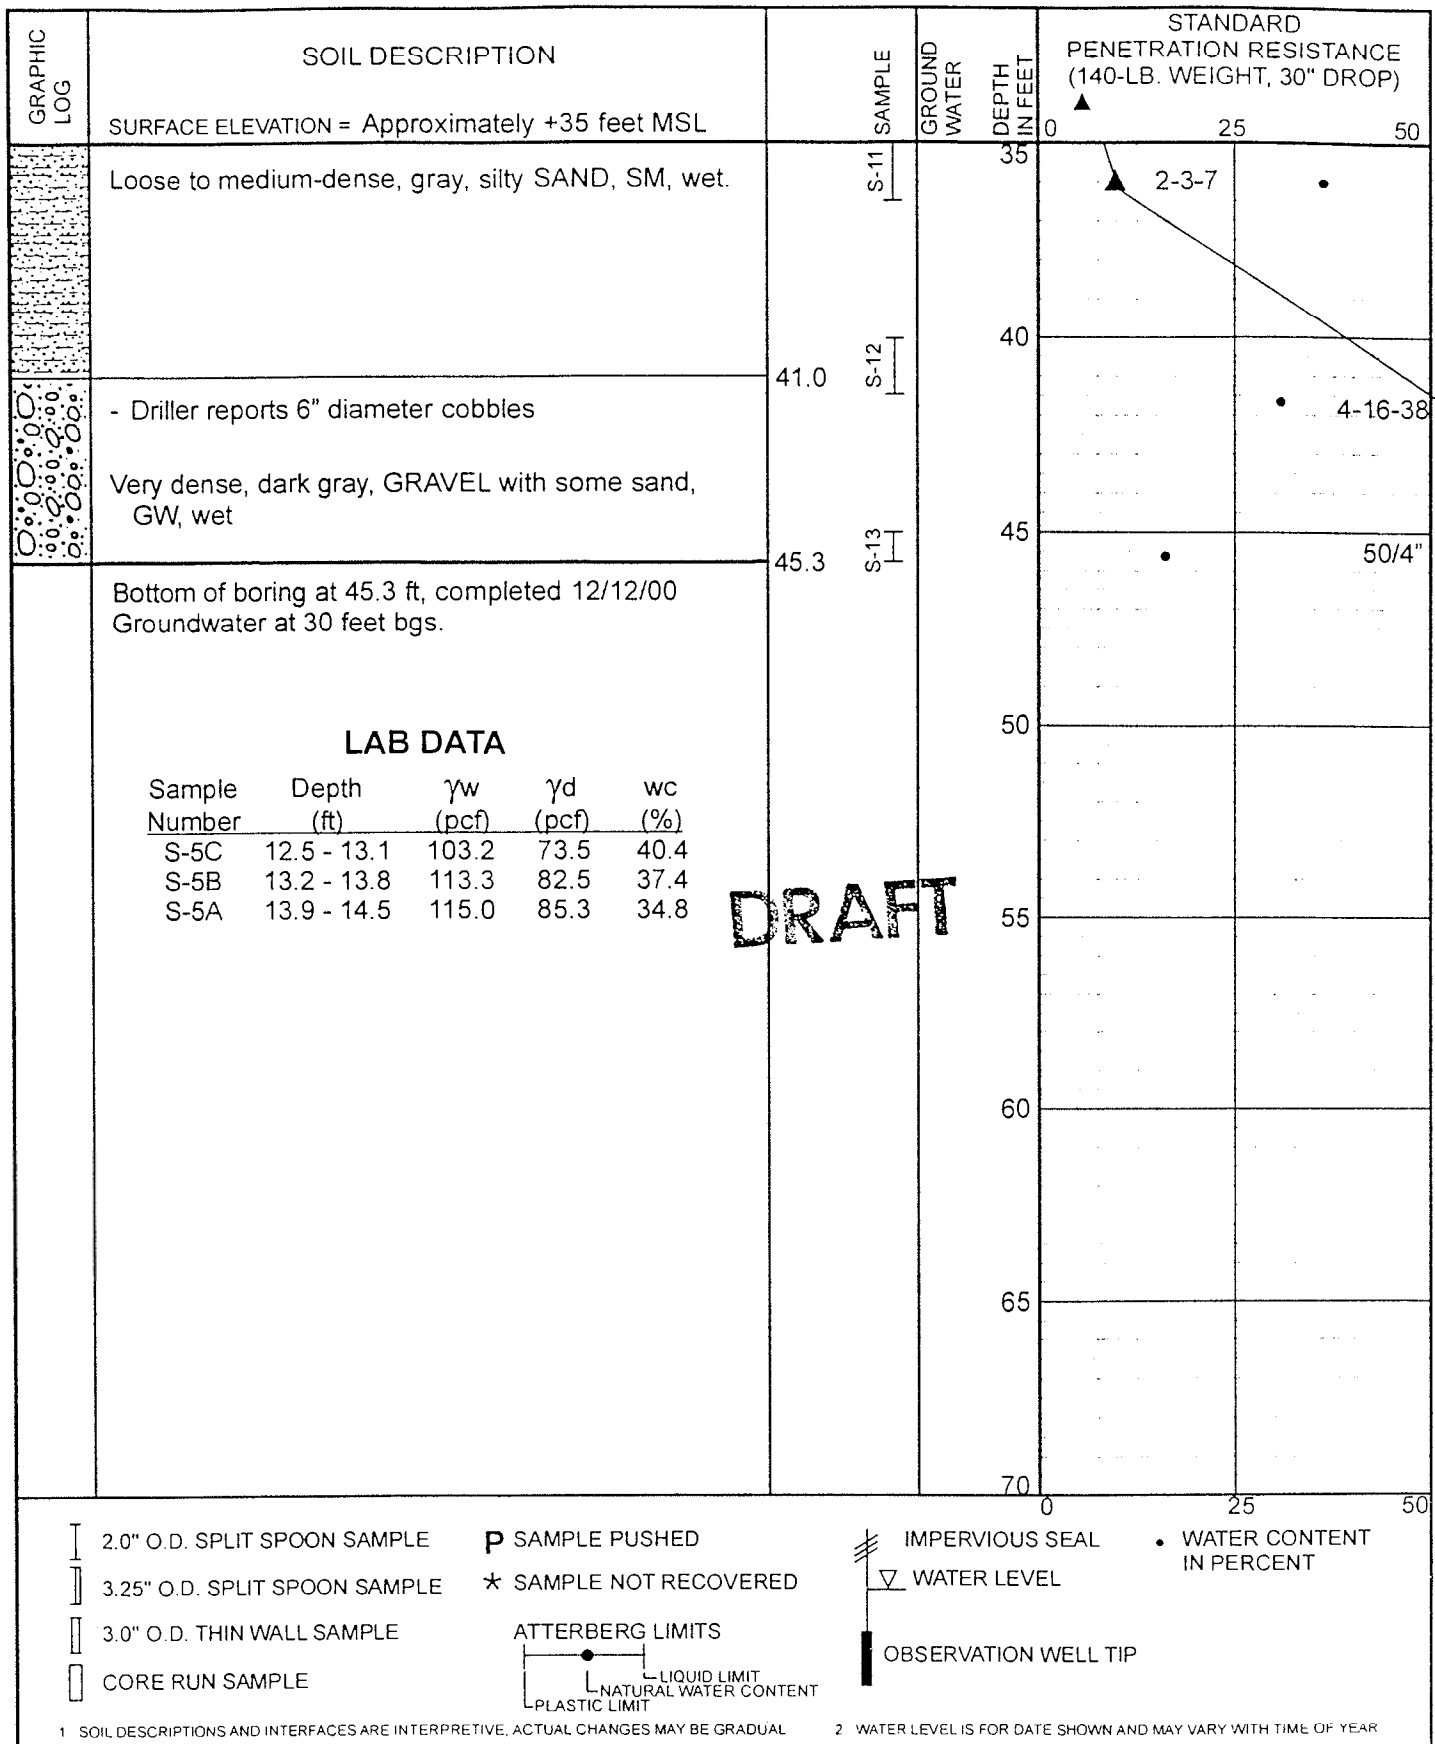 GRAPHIC
LOG
SOIL DESCRIPTION
SURFACE ELEVATION = Approximately +35 feet MSL
SAMPLE
GROUND
WATER
DEPTH
IN FEET
STANDARD
PENETRATION RESISTANCE
(140-LB. WEIGHT, 30" DROP)
▲
0 25 50
35
Loose to medium-dense, gray, silty SAND, SM, wet.
S-11
2-3-7
40
S-12
41.0
- Driller reports 6" diameter cobbles
4-16-38
Very dense, dark gray, GRAVEL with some sand,
GW, wet
45
S-13
50/4"
45.3
Bottom of boring at 45.3 ft, completed 12/12/00
Groundwater at 30 feet bgs.
50
LAB DATA
Sample Depth γw γd wc
Number (ft) (pcf) (pcf) (%)
S-5C 12.5 - 13.1 103.2 73.5 40.4
S-5B 13.2 - 13.8 113.3 82.5 37.4
S-5A 13.9 - 14.5 115.0 85.3 34.8
DRAFT
55
60
65
70
0 25 50
2.0" O.D. SPLIT SPOON SAMPLE
3.25" O.D. SPLIT SPOON SAMPLE
3.0" O.D. THIN WALL SAMPLE
CORE RUN SAMPLE
P SAMPLE PUSHED
* SAMPLE NOT RECOVERED
ATTERBERG LIMITS
LIQUID LIMIT
NATURAL WATER CONTENT
PLASTIC LIMIT
IMPERVIOUS SEAL
WATER LEVEL
OBSERVATION WELL TIP
• WATER CONTENT
IN PERCENT
1 SOIL DESCRIPTIONS AND INTERFACES ARE INTERPRETIVE, ACTUAL CHANGES MAY BE GRADUAL
2 WATER LEVEL IS FOR DATE SHOWN AND MAY VARY WITH TIME OF YEAR